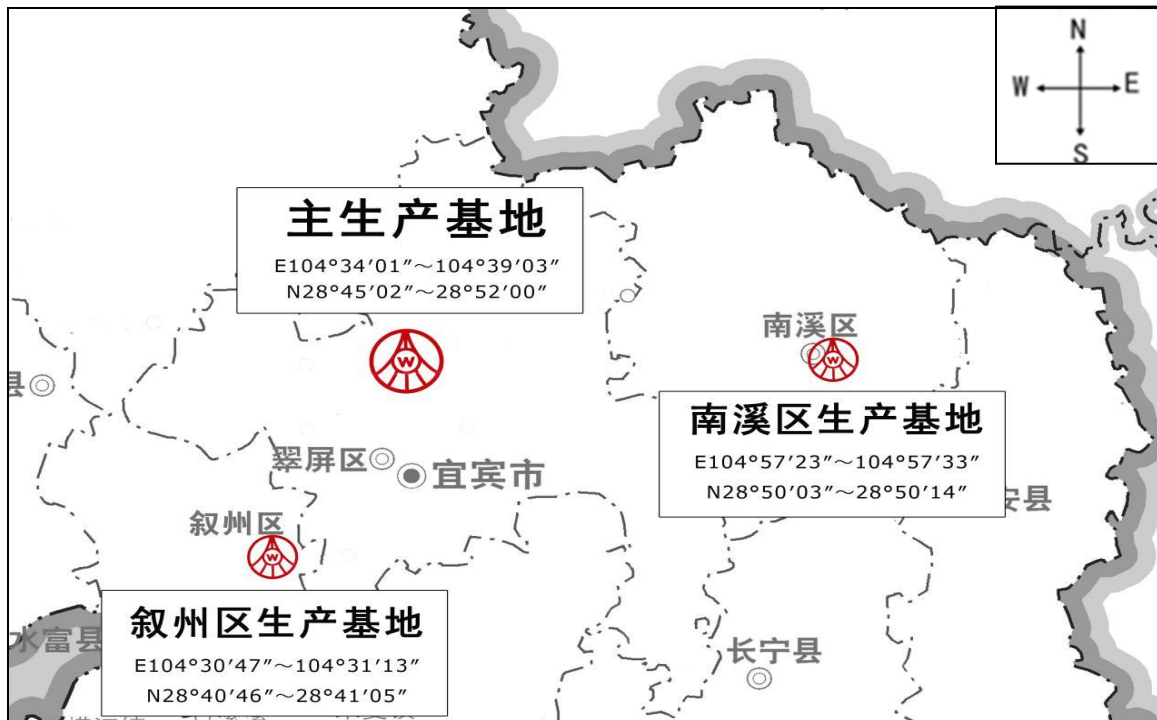 N
W E
S
主生产基地
E104°34′01″～104°39′03″
N28°45′02″～28°52′00″
W
南溪区
W
县
南溪区生产基地
E104°57′23″～104°57′33″
N28°50′03″～28°50′14″
翠屏区
宜宾市
安县
叙州区
W
叙州区生产基地
E104°30′47″～104°31′13″
N28°40′46″～28°41′05″
水富县
长宁县